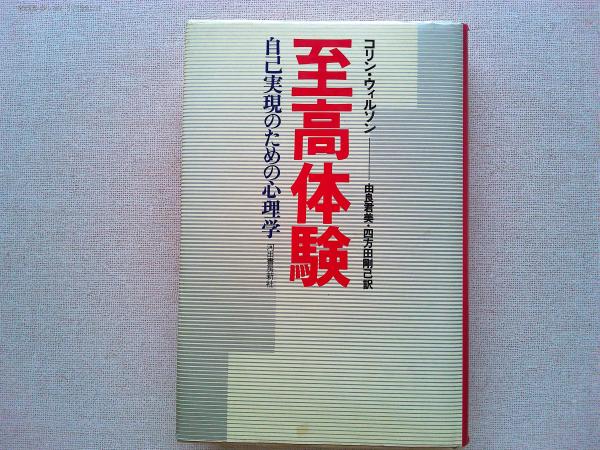 コリン・ウィルソン
由良君美・四方田剛己訳
至高体験
自己実現のための心理学
河出書房新社